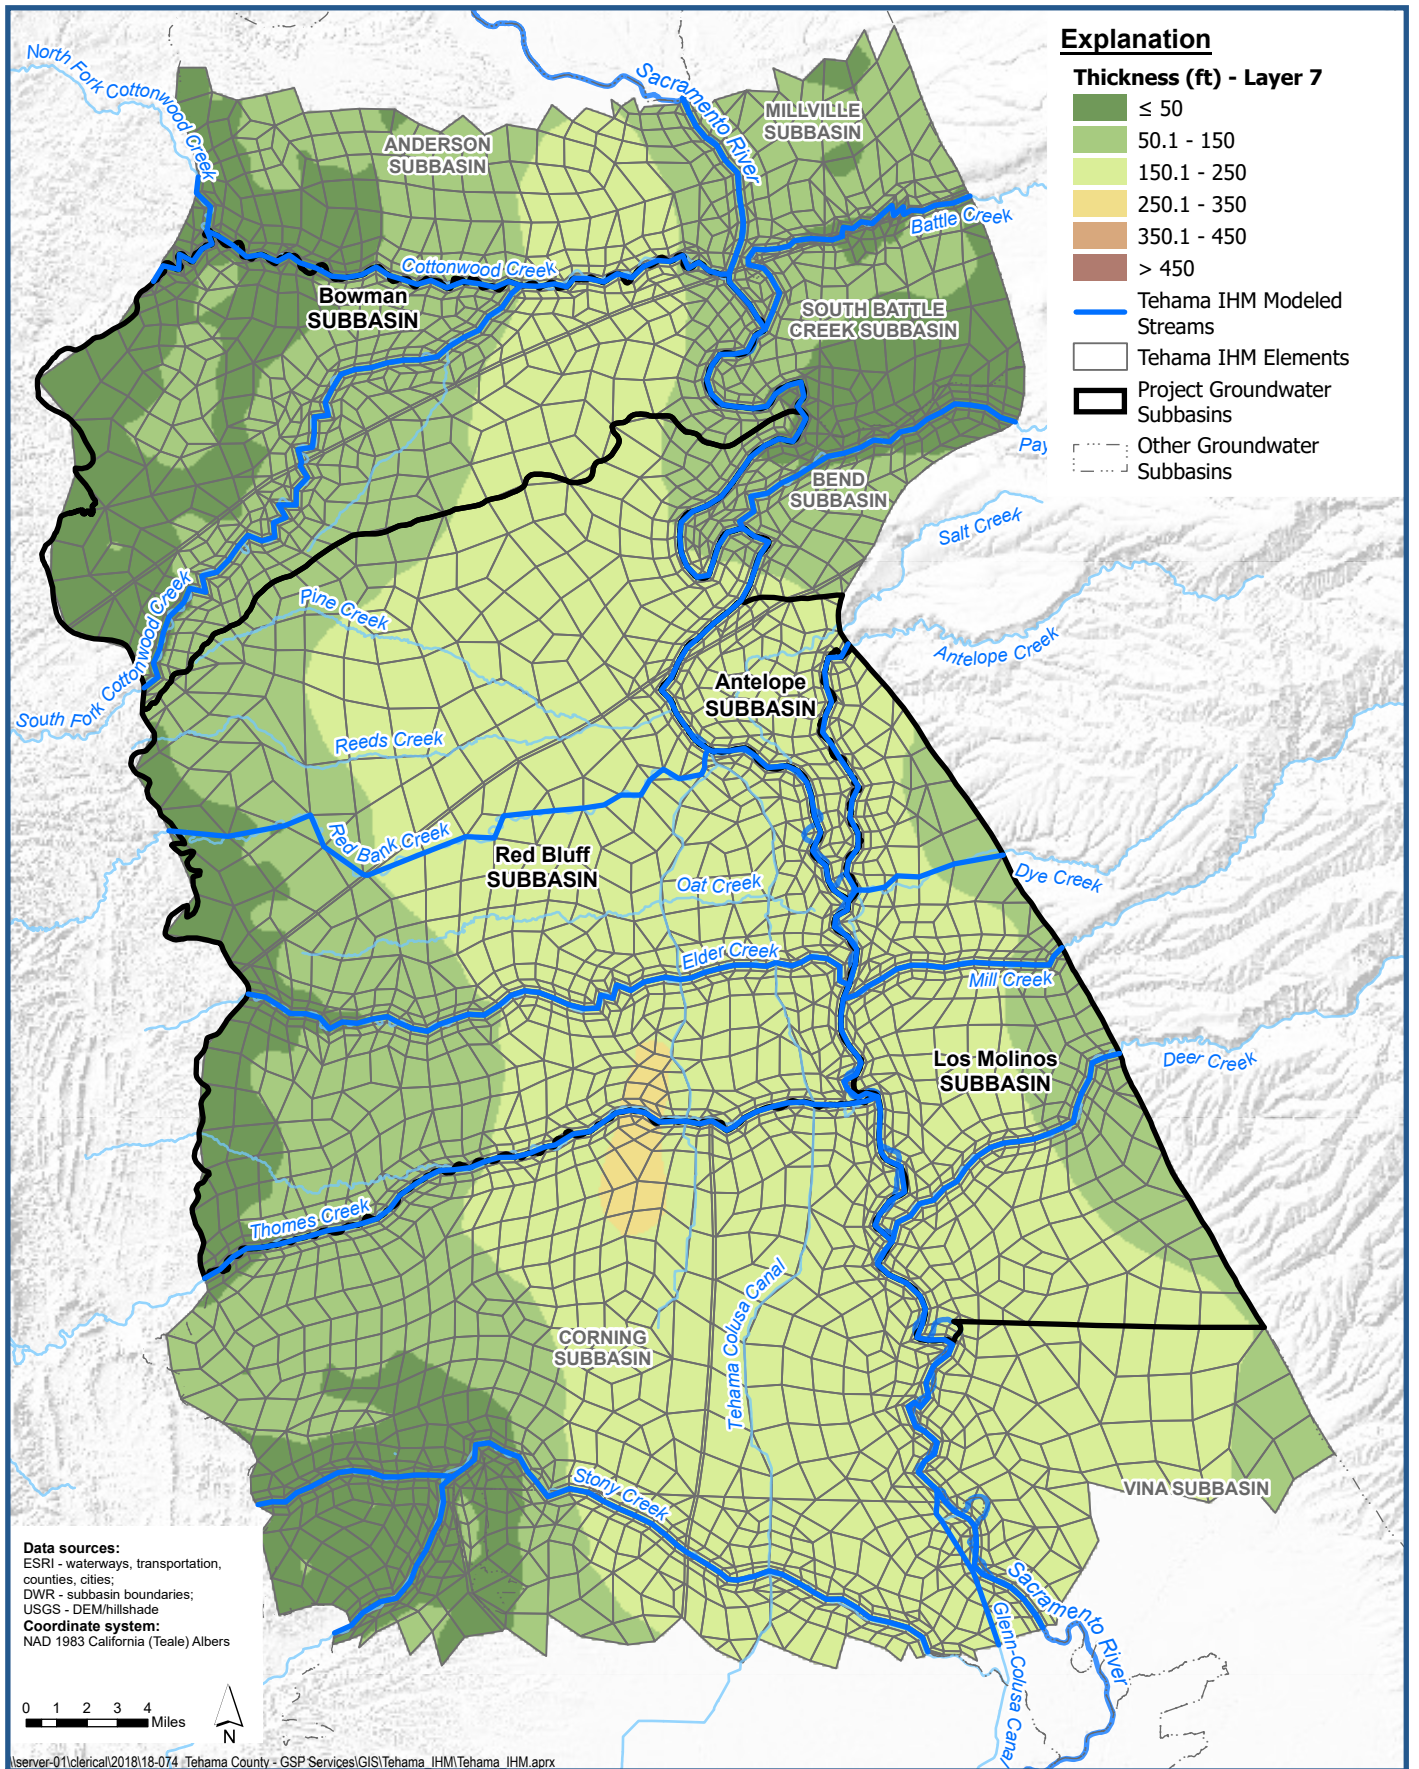 Explanation
Thickness (ft) - Layer 7
≤ 50
50.1 - 150
150.1 - 250
250.1 - 350
350.1 - 450
> 450
Tehama IHM Modeled
Streams
Tehama IHM Elements
Project Groundwater
Subbasins
Other Groundwater
Subbasins
North Fork Cottonwood Creek
Sacramento River
MILLVILLE
SUBBASIN
ANDERSON
SUBBASIN
Battle Creek
Cottonwood Creek
Bowman
SUBBASIN
SOUTH BATTLE
CREEK SUBBASIN
Pay
BEND
SUBBASIN
Salt Creek
Pine Creek
Antelope Creek
South Fork Cottonwood Creek
Antelope
SUBBASIN
Reeds Creek
Red Bank Creek
Red Bluff
SUBBASIN
Oat Creek
Dye Creek
Elder Creek
Mill Creek
Los Molinos
SUBBASIN
Deer Creek
Thomes Creek
CORNING
SUBBASIN
Tehama Colusa Canal
Stony Creek
VINA SUBBASIN
Sacramento River
Glenn-Colusa Canal
Data sources:
ESRI - waterways, transportation,
counties, cities;
DWR - subbasin boundaries;
USGS - DEM/hillshade
Coordinate system:
NAD 1983 California (Teale) Albers
0 1 2 3 4
Miles
N
\\server-01\clerical\2018\18-074_Tehama County - GSP Services\GIS\Tehama_IHM\Tehama_IHM.aprx